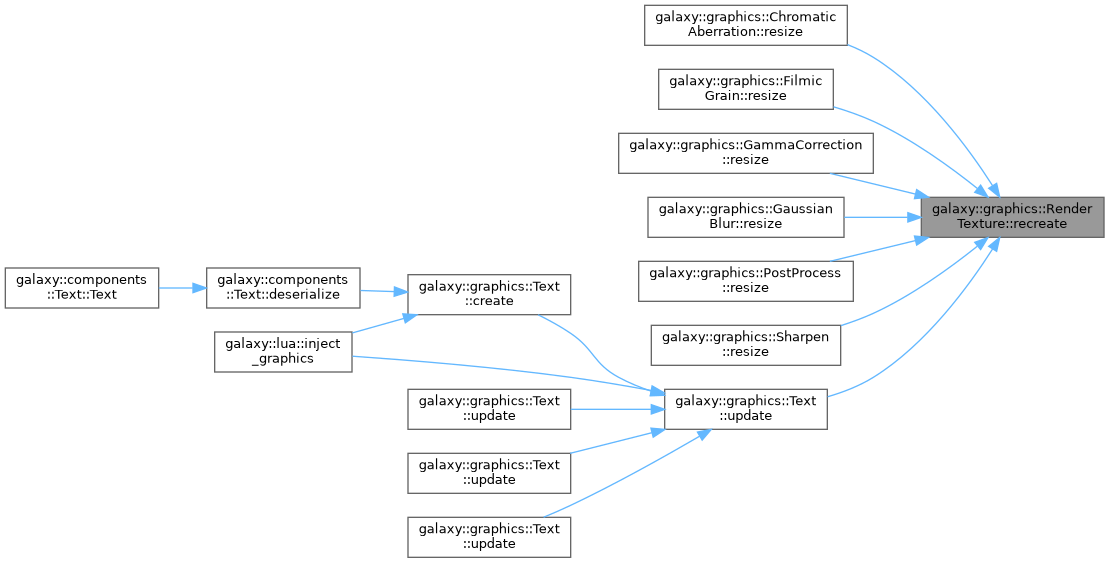 galaxy::graphics::Chromatic
Aberration::resize
galaxy::graphics::Filmic
Grain::resize
galaxy::graphics::GammaCorrection
::resize
galaxy::graphics::Render
Texture::recreate
galaxy::graphics::Gaussian
Blur::resize
galaxy::graphics::PostProcess
::resize
galaxy::components
::Text::Text
galaxy::components
::Text::deserialize
galaxy::graphics::Text
::create
galaxy::graphics::Sharpen
::resize
galaxy::lua::inject
_graphics
galaxy::graphics::Text
::update
galaxy::graphics::Text
::update
galaxy::graphics::Text
::update
galaxy::graphics::Text
::update